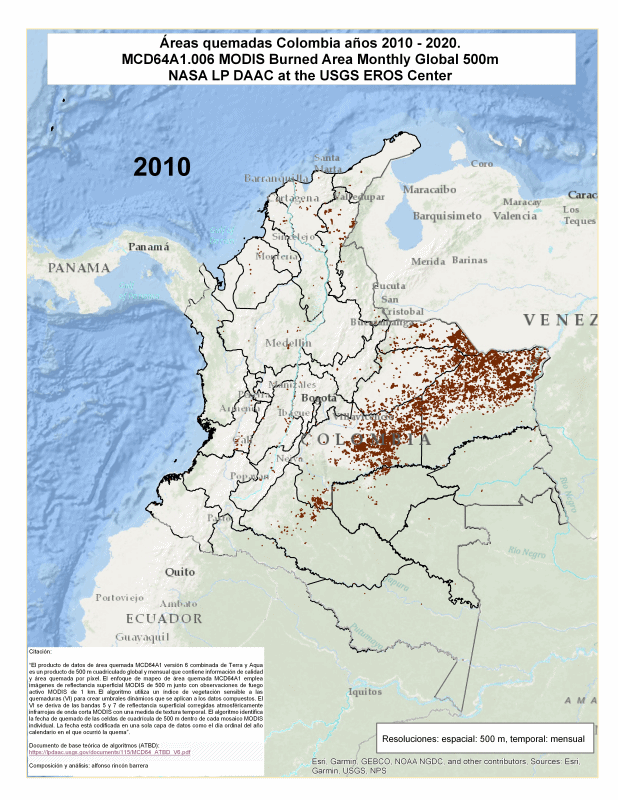 Áreas quemadas Colombia años 2010 - 2020.
MCD64A1.006 MODIS Burned Area Monthly Global 500m
NASA LP DAAC at the USGS EROS Center
2010
Santa
Marta
Barranquilla
Cartagena
Valledupar
Coro
Maracaibo
Maracay
Caraca
Barquisimeto
Valencia
Los
Teques
Sincelejo
Montería
Panamá
PANAMA
Merida
Barinas
Cucuta
San
Cristobal
Bucaramanga
VENEZ
Medellin
Manizales
Pereira
Bogota
Armenia
Ibague
Villavicencio
Cali
COLOMBIA
Neiva
Popayan
Pasto
Rio Negro
Rio Negro
Quito
Portoviejo
Ambato
ECUADOR
Guayaquil
Iquitos
AMA
Citación:
"El producto de datos de área quemada MCD64A1 versión 6 combinada de Terra y Aqua
es un producto de 500 m cuadriculado global y mensual que contiene información de calidad
y área quemada por píxel. El enfoque de mapeo de área quemada MCD64A1 emplea
imágenes de reflectancia superficial MODIS de 500 m junto con observaciones de fuego
activo MODIS de 1 km. El algoritmo utiliza un índice de vegetación sensible a las
quemaduras (VI) para crear umbrales dinámicos que se aplican a los datos compuestos. El
VI se deriva de las bandas 5 y 7 de reflectancia superficial corregidas atmosféricamente
infrarrojas de onda corta MODIS con una medida de textura temporal. El algoritmo identifica
la fecha de quemado de las celdas de cuadrícula de 500 m dentro de cada mosaico MODIS
individual. La fecha está codificada en una sola capa de datos como el día ordinal del año
calendario en el que ocurrió la quema".
Documento de base teórica de algoritmos (ATBD):
https://lpdaac.usgs.gov/documents/115/MCD64_ATBD_V6.pdf
Composición y análisis: alfonso rincón barrera
Resoluciones: espacial: 500 m, temporal: mensual
Esri, Garmin, GEBCO, NOAA NGDC, and other contributors, Sources: Esri,
Garmin, USGS, NPS